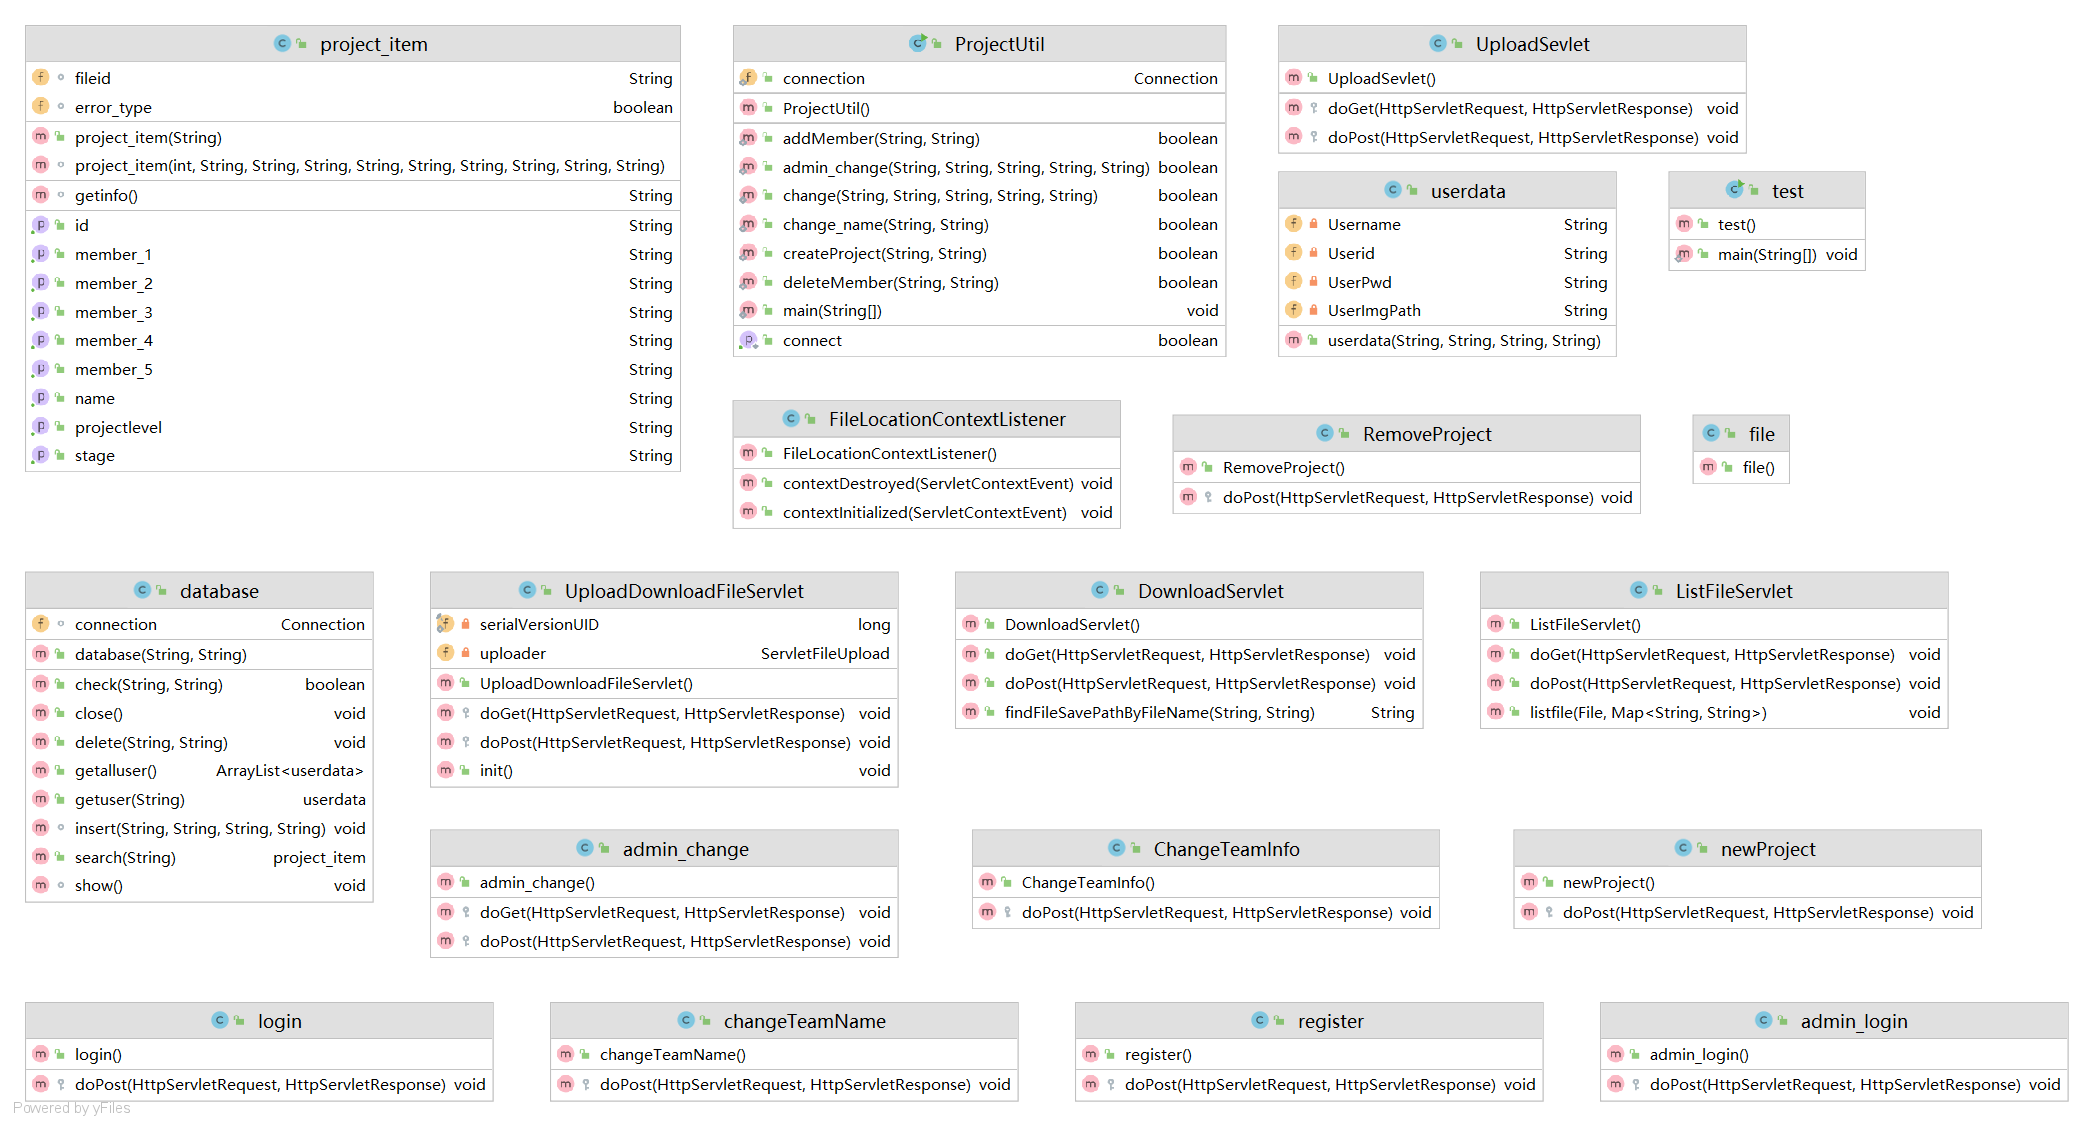 project_item
fileid String
error_type boolean
project_item(String)
project_item(int, String, String, String, String, String, String, String, String, String)
getinfo() String
id String
member_1 String
member_2 String
member_3 String
member_4 String
member_5 String
name String
projectlevel String
stage String
ProjectUtil
connection Connection
ProjectUtil()
addMember(String, String) boolean
admin_change(String, String, String, String, String) boolean
change(String, String, String, String, String) boolean
change_name(String, String) boolean
createProject(String, String) boolean
deleteMember(String, String) boolean
main(String[]) void
connect boolean
UploadSevlet
UploadSevlet()
doGet(HttpServletRequest, HttpServletResponse) void
doPost(HttpServletRequest, HttpServletResponse) void
userdata
Username String
Userid String
UserPwd String
UserImgPath String
userdata(String, String, String, String)
test
test()
main(String[]) void
FileLocationContextListener
FileLocationContextListener()
contextDestroyed(ServletContextEvent) void
contextInitialized(ServletContextEvent) void
RemoveProject
RemoveProject()
doPost(HttpServletRequest, HttpServletResponse) void
file
file()
database
connection Connection
database(String, String)
check(String, String) boolean
close() void
delete(String, String) void
getalluser() ArrayList<userdata>
getuser(String) userdata
insert(String, String, String, String) void
search(String) project_item
show() void
UploadDownloadFileServlet
serialVersionUID long
uploader ServletFileUpload
UploadDownloadFileServlet()
doGet(HttpServletRequest, HttpServletResponse) void
doPost(HttpServletRequest, HttpServletResponse) void
init() void
DownloadServlet
DownloadServlet()
doGet(HttpServletRequest, HttpServletResponse) void
doPost(HttpServletRequest, HttpServletResponse) void
findFileSavePathByFileName(String, String) String
ListFileServlet
ListFileServlet()
doGet(HttpServletRequest, HttpServletResponse) void
doPost(HttpServletRequest, HttpServletResponse) void
listfile(File, Map<String, String>) void
admin_change
admin_change()
doGet(HttpServletRequest, HttpServletResponse) void
doPost(HttpServletRequest, HttpServletResponse) void
ChangeTeamInfo
ChangeTeamInfo()
doPost(HttpServletRequest, HttpServletResponse) void
newProject
newProject()
doPost(HttpServletRequest, HttpServletResponse) void
login
login()
doPost(HttpServletRequest, HttpServletResponse) void
changeTeamName
changeTeamName()
doPost(HttpServletRequest, HttpServletResponse) void
register
register()
doPost(HttpServletRequest, HttpServletResponse) void
admin_login
admin_login()
doPost(HttpServletRequest, HttpServletResponse) void
Powered by yFiles